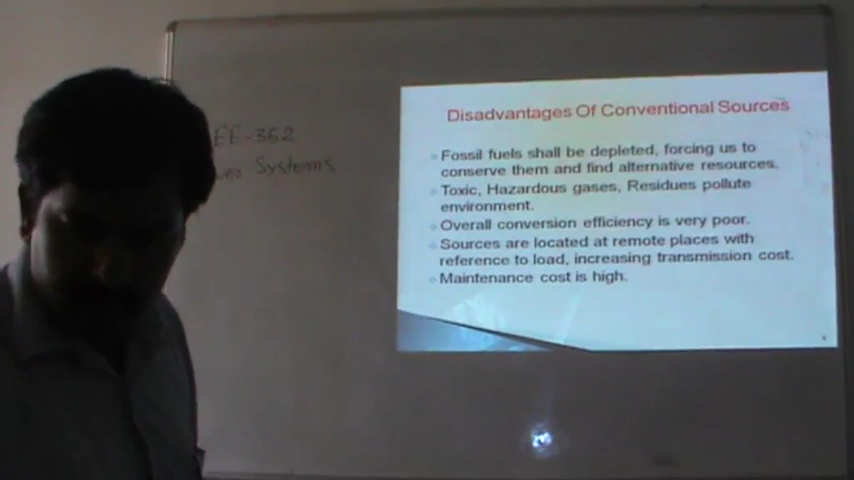 EE-362
Systems
Disadvantages Of Conventional Sources
Fossil fuels shall be depleted, forcing us to
conserve them and find alternative resources.
Toxic, Hazardous gases, Residues pollute
environment.
Overall conversion efficiency is very poor.
Sources are located at remote places with
reference to load, increasing transmission cost.
Maintenance cost is high.